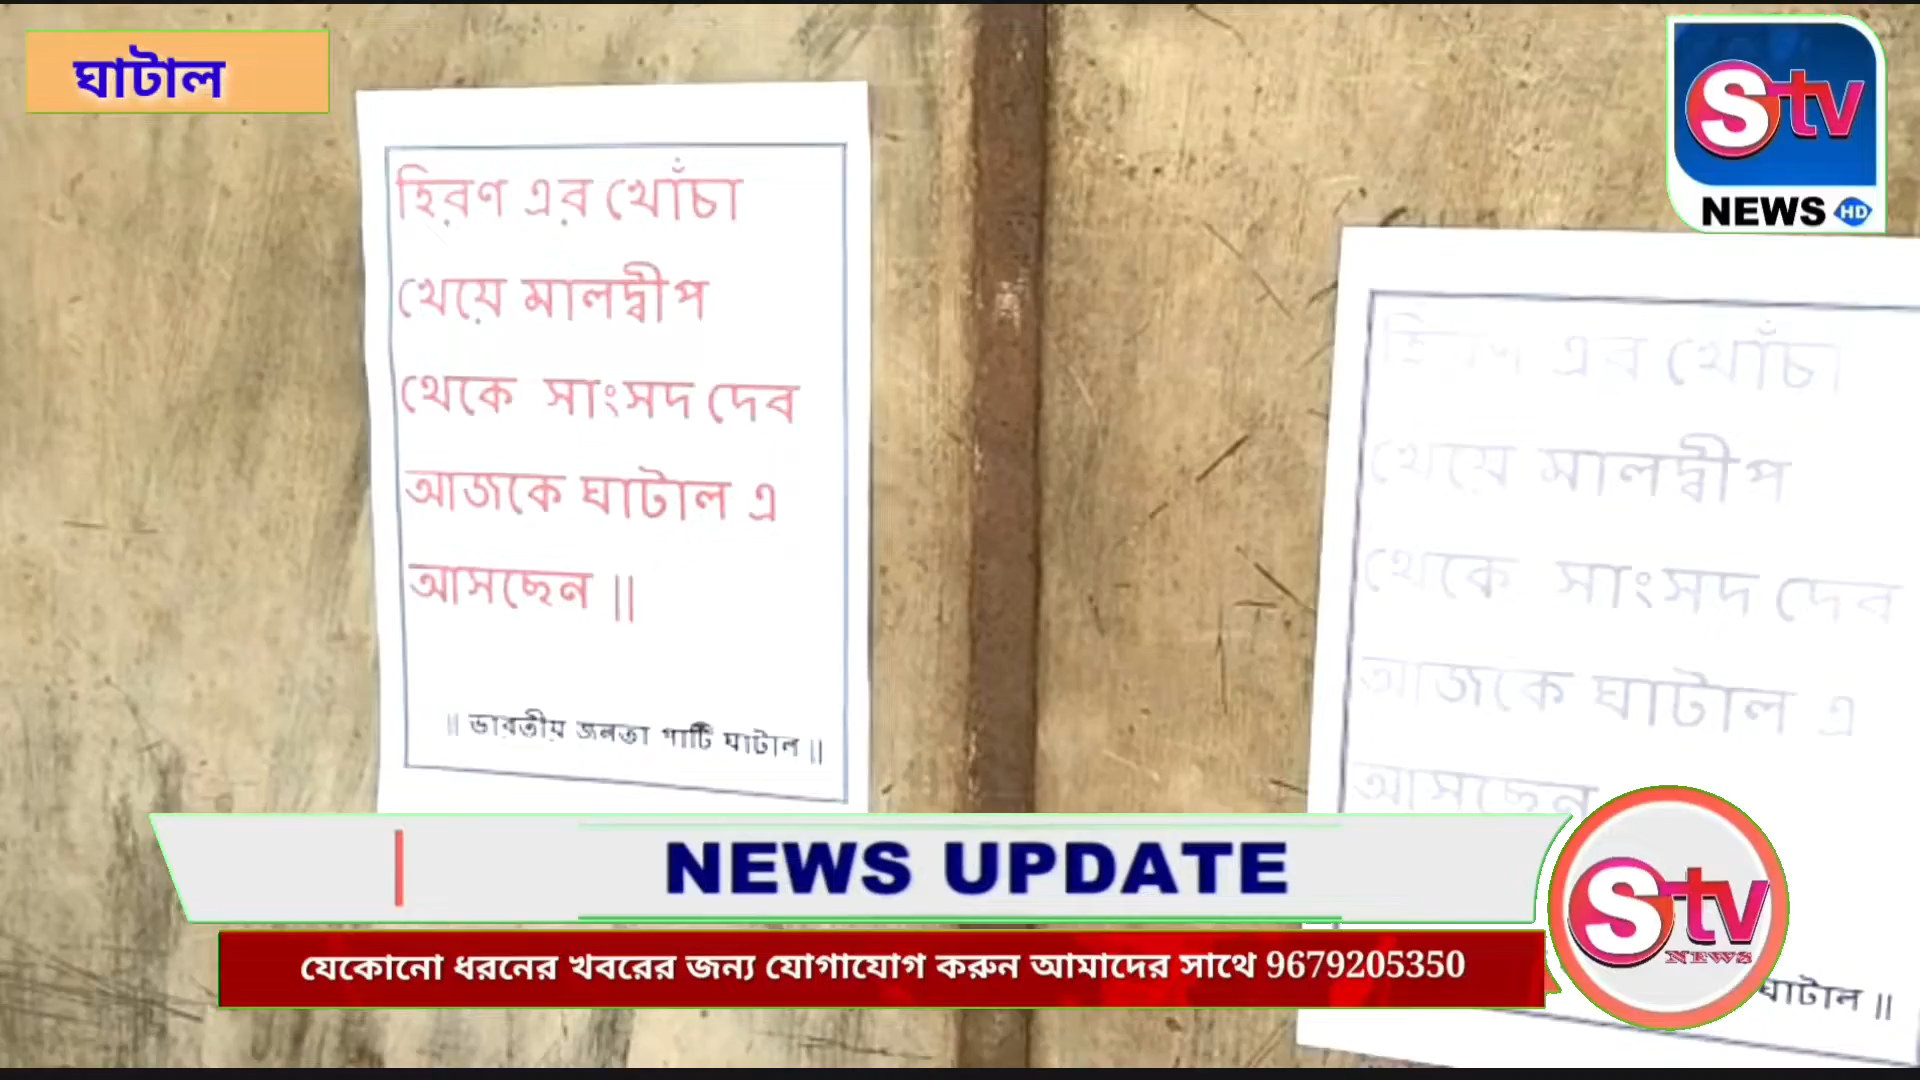 ঘাটাল
Stv
NEWS HD
হিরণ এর খোঁচা
খেয়ে মালদ্বীপ
থেকে সাংসদ দেব
আজকে ঘাটাল এ
আসছেন ||
|| ভারতীয় জনতা পার্টি ঘাটাল ||
হিরণ এর খোঁচা
খেয়ে মালদ্বীপ
থেকে সাংসদ দেব
আজকে ঘাটাল এ
আসছেন
ঘাটাল ||
NEWS UPDATE
যেকোনো ধরনের খবরের জন্য যোগাযোগ করুন আমাদের সাথে 9679205350
Stv
NEWS